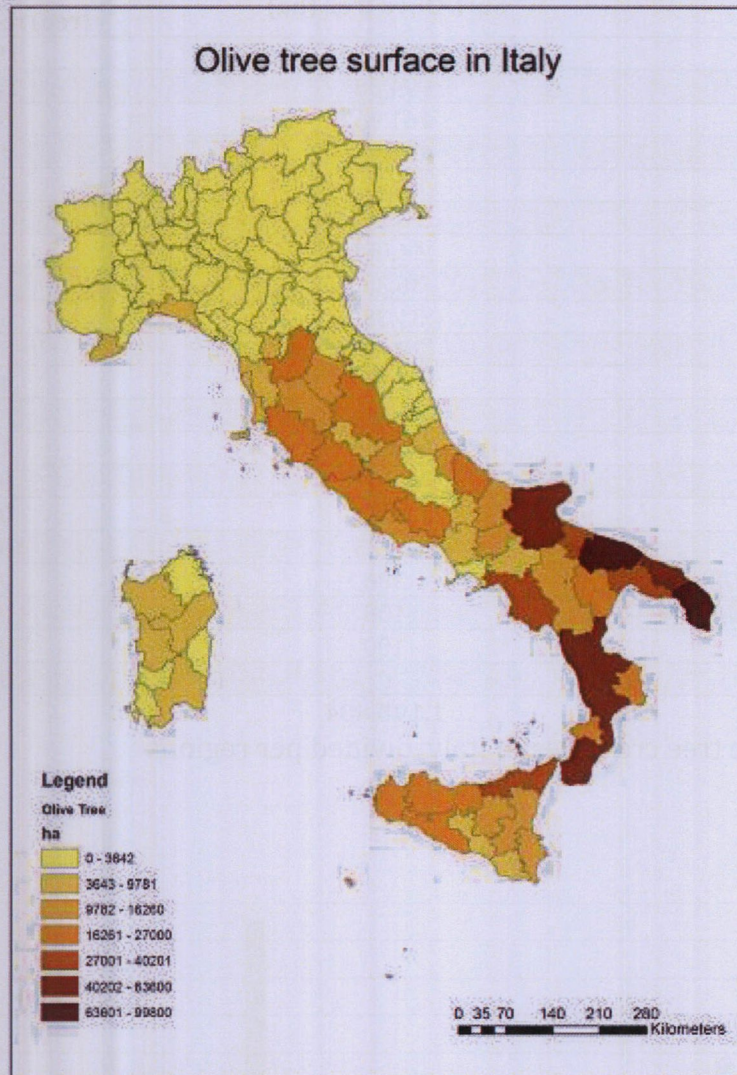 Olive tree surface in Italy
Legend
Olive Tree
ha
0 - 3642
3643 - 9781
9782 - 16260
16261 - 27000
27001 - 40201
40202 - 63600
63601 - 99800
0 35 70 140 210 280
Kilometers